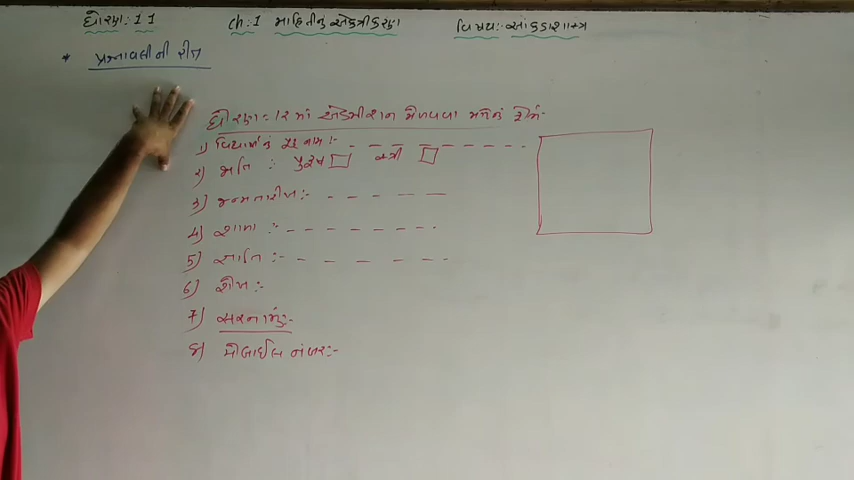 ધોરણ: 11 ch: 1 માહિતીનું એકત્રીકરણ વિષય:- આંકડાશાસ્ત્ર
* પ્રશ્નાવલીની રીત
ધોરણ: 12 માં એડમીશન મેળવવા માટેનું ફોર્મ
1) વિદ્યાર્થીનું પુરૂ નામ :-
2) જાતિ : પુરૂષ સ્ત્રી
3) જન્મતારીખ :-
4) શાળા :-
5) જ્ઞાતિ :-
6) શોખ :-
7) સરનામું:-
8) મોબાઈલ નંબર:-